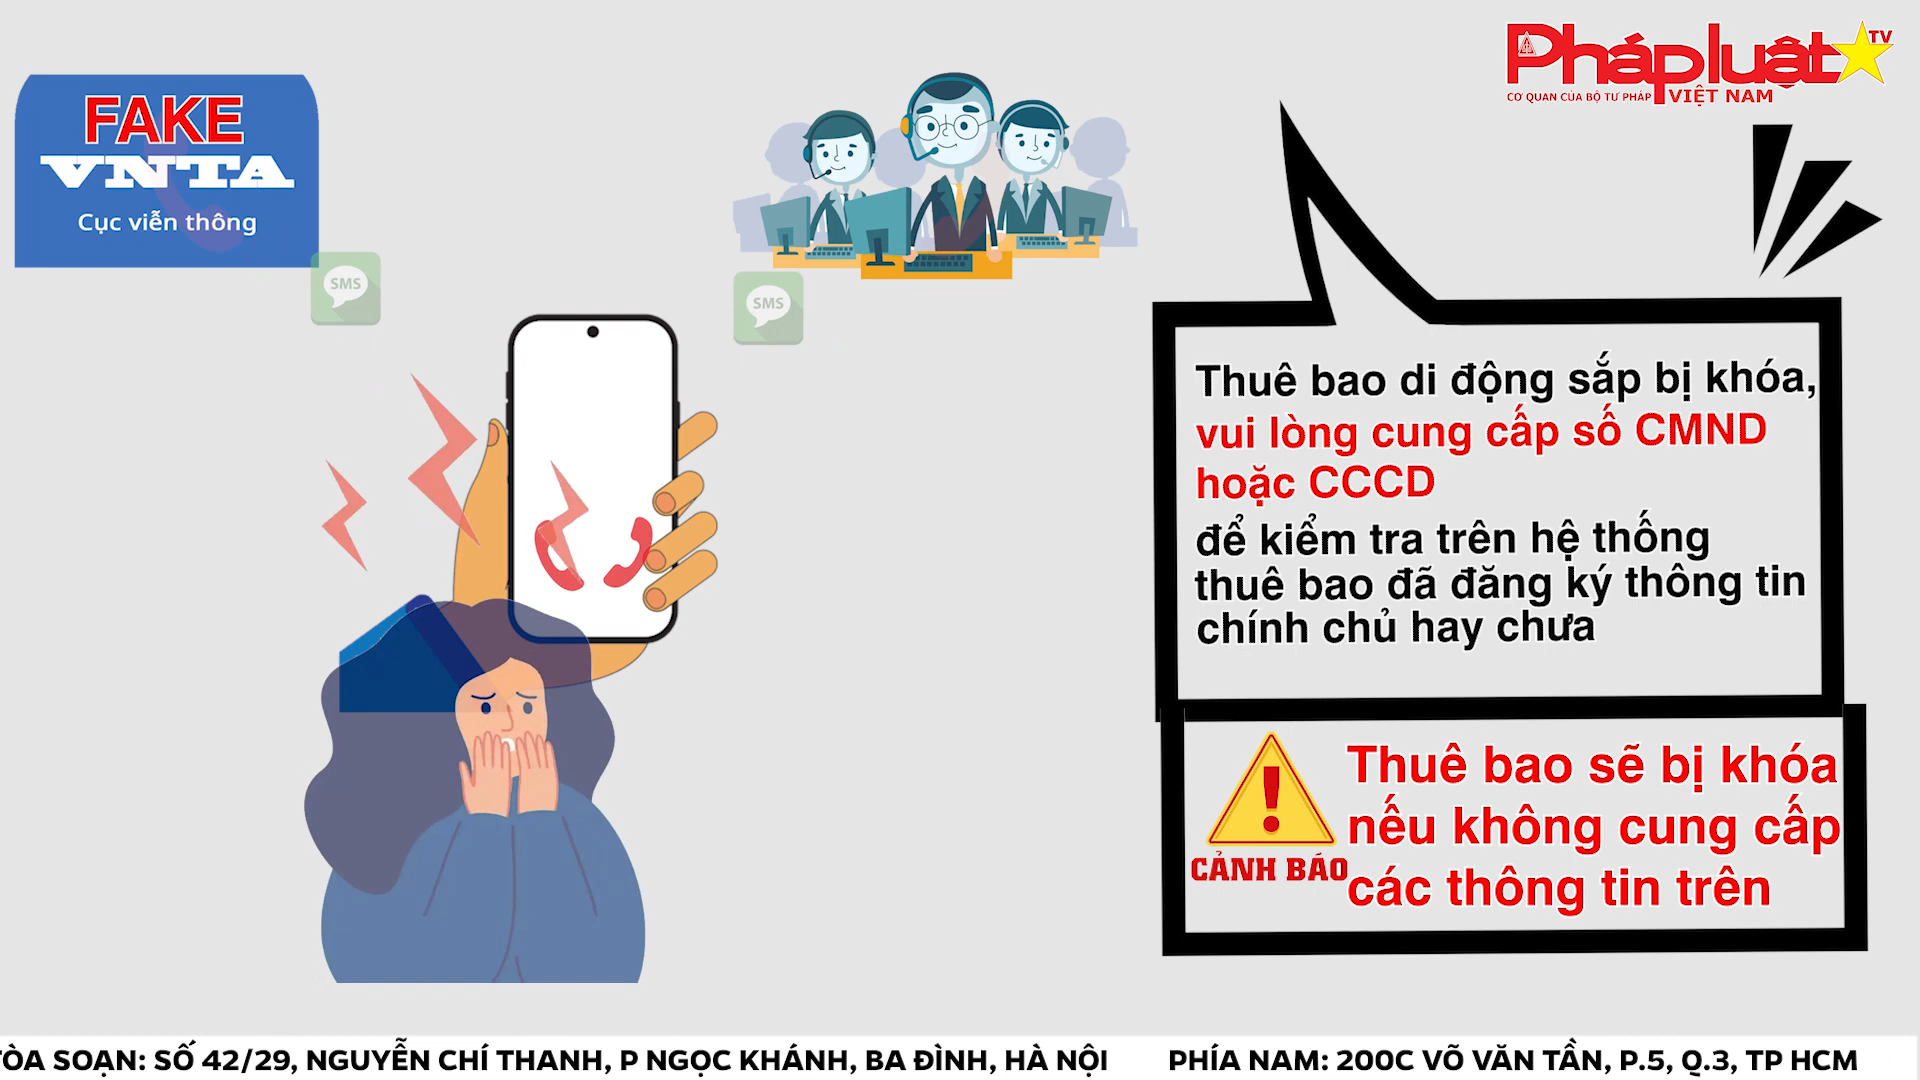 Phápluật TV
CƠ QUAN CỦA BỘ TƯ PHÁP VIỆT NAM
FAKE
VNTA
Cục viễn thông
SMS
SMS
Thuê bao di động sắp bị khóa,
vui lòng cung cấp số CMND
hoặc CCCD
để kiểm tra trên hệ thống
thuê bao đã đăng ký thông tin
chính chủ hay chưa
Thuê bao sẽ bị khóa
nếu không cung cấp
các thông tin trên
CẢNH BÁO
TÒA SOẠN: SỐ 42/29, NGUYỄN CHÍ THANH, P NGỌC KHÁNH, BA ĐÌNH, HÀ NỘI PHÍA NAM: 200C VÕ VĂN TẦN, P.5, Q.3, TP HCM